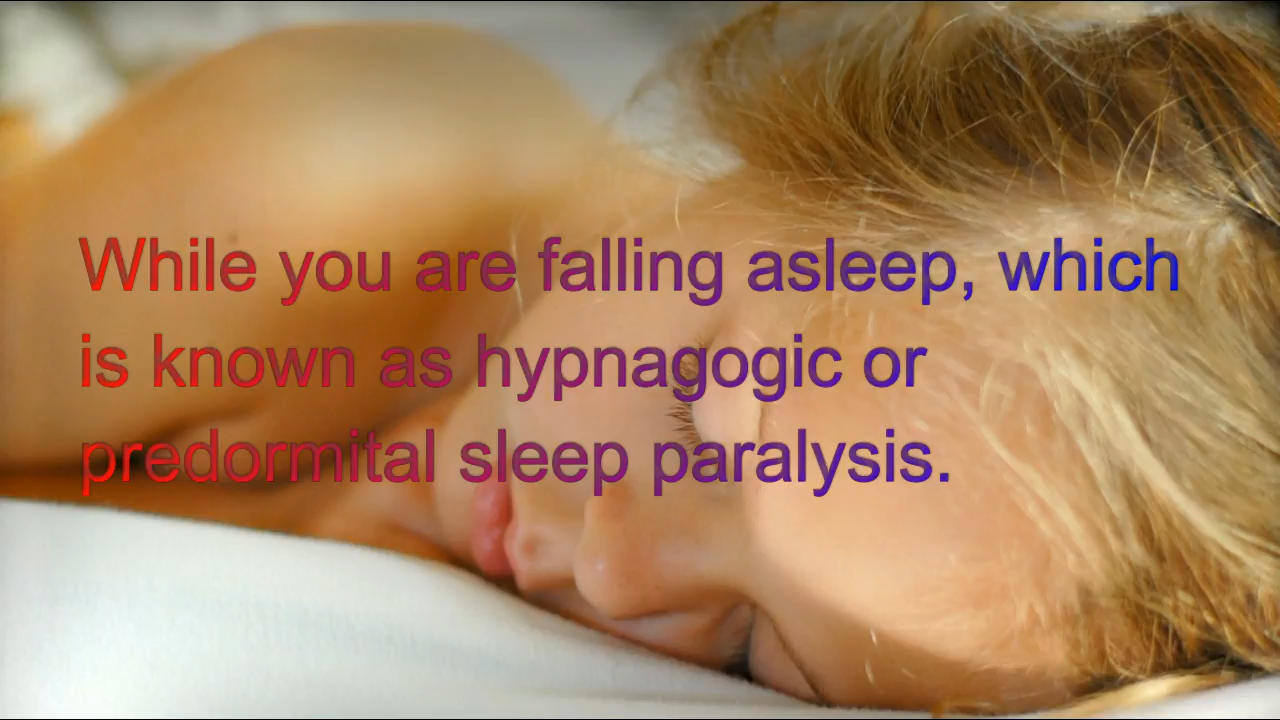 While you are falling asleep, which
is known as hypnagogic or
predormital sleep paralysis.